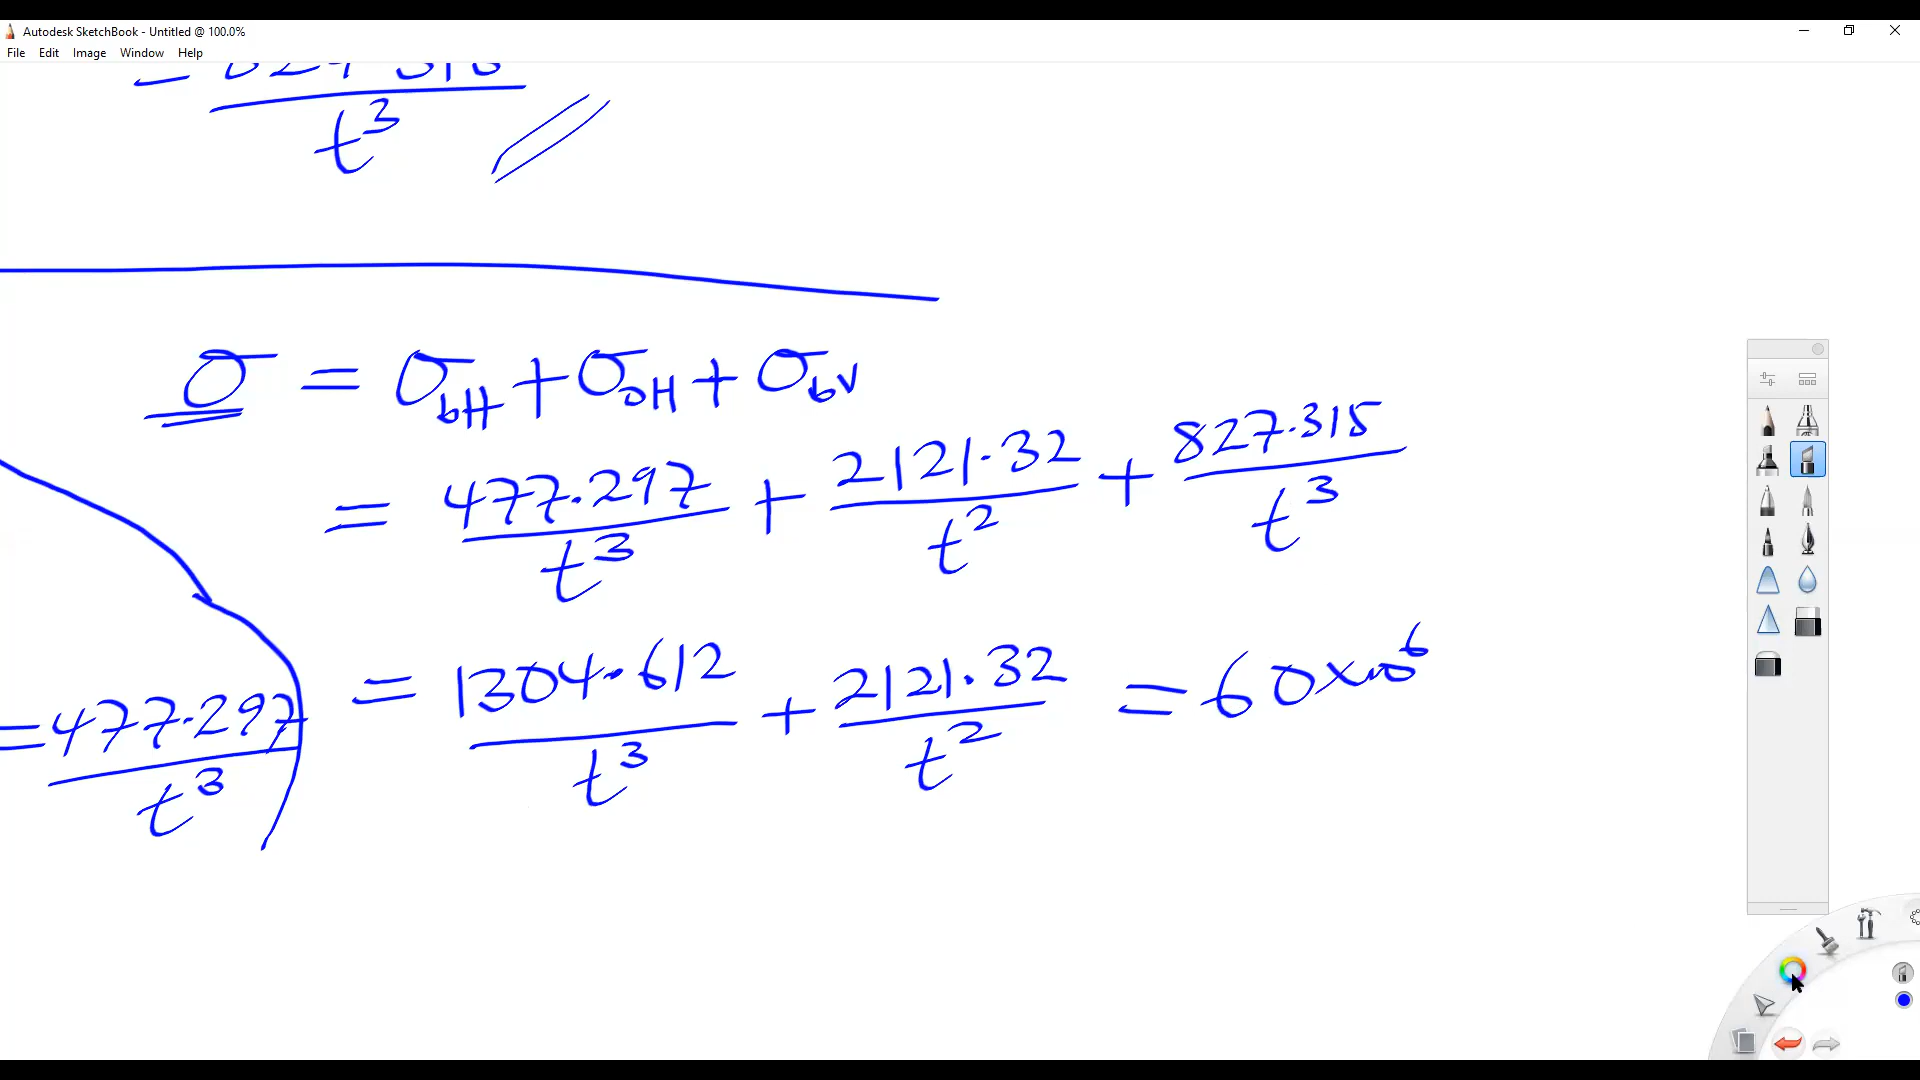 Autodesk SketchBook - Untitled @ 100.0%
File Edit Image Window Help
t³
σ = σbH + σoH + σbV
= 477.297/t³ + 2121.32/t² + 827.315/t³
= 1304.612/t³ + 2121.32/t² = 60×10⁶
= 477.297/t³